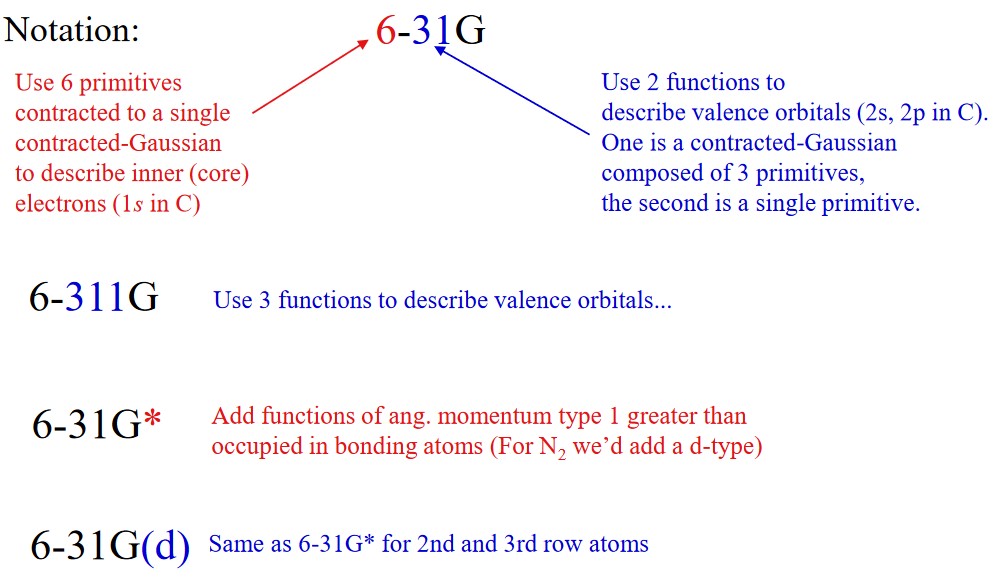 Notation:
6-31G
Use 6 primitives
contracted to a single
contracted-Gaussian
to describe inner (core)
electrons (1s in C)
Use 2 functions to
describe valence orbitals (2s, 2p in C).
One is a contracted-Gaussian
composed of 3 primitives,
the second is a single primitive.
6-311G
Use 3 functions to describe valence orbitals...
6-31G*
Add functions of ang. momentum type 1 greater than
occupied in bonding atoms (For N₂ we’d add a d-type)
6-31G(d)
Same as 6-31G* for 2nd and 3rd row atoms